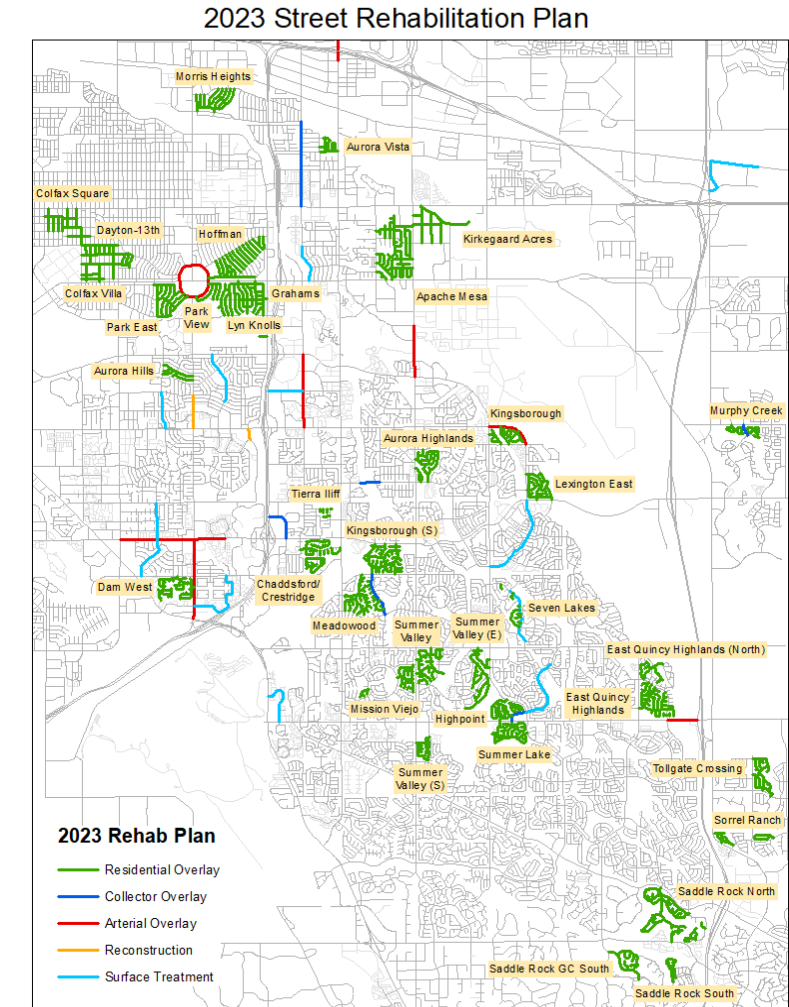 2023 Street Rehabilitation Plan
Morris Heights
Aurora Vista
Colfax Square
Dayton-13th
Hoffman
Kirkegaard Acres
Colfax Villa
Grahams
Apache Mesa
Park East
Park
View
Lyn Knolls
Aurora Hills
Kingsborough
Murphy Creek
Aurora Highlands
Lexington East
Tierra Iliff
Kingsborough (S)
Dam West
Chaddsford/
Crestridge
Meadowood
Summer
Valley
Summer
Valley (E)
Seven Lakes
East Quincy Highlands (North)
Mission Viejo
Highpoint
East Quincy
Highlands
Summer Lake
Summer
Valley (S)
Tollgate Crossing
Sorrel Ranch
2023 Rehab Plan
Residential Overlay
Collector Overlay
Arterial Overlay
Reconstruction
Surface Treatment
Saddle Rock North
Saddle Rock GC South
Saddle Rock South